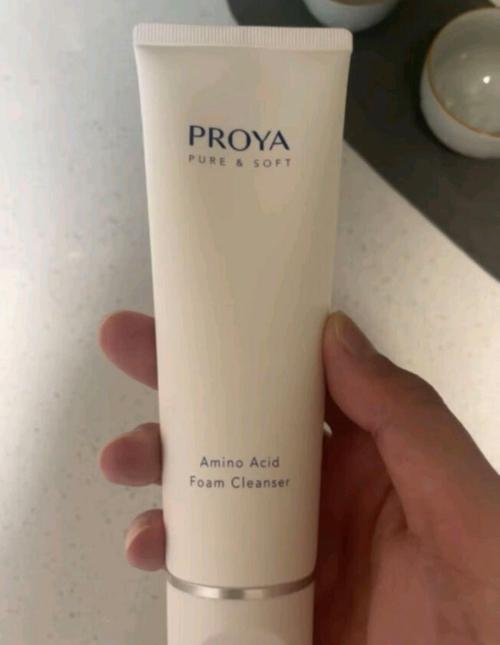 PROYA
PURE & SOFT
Amino Acid
Foam Cleanser